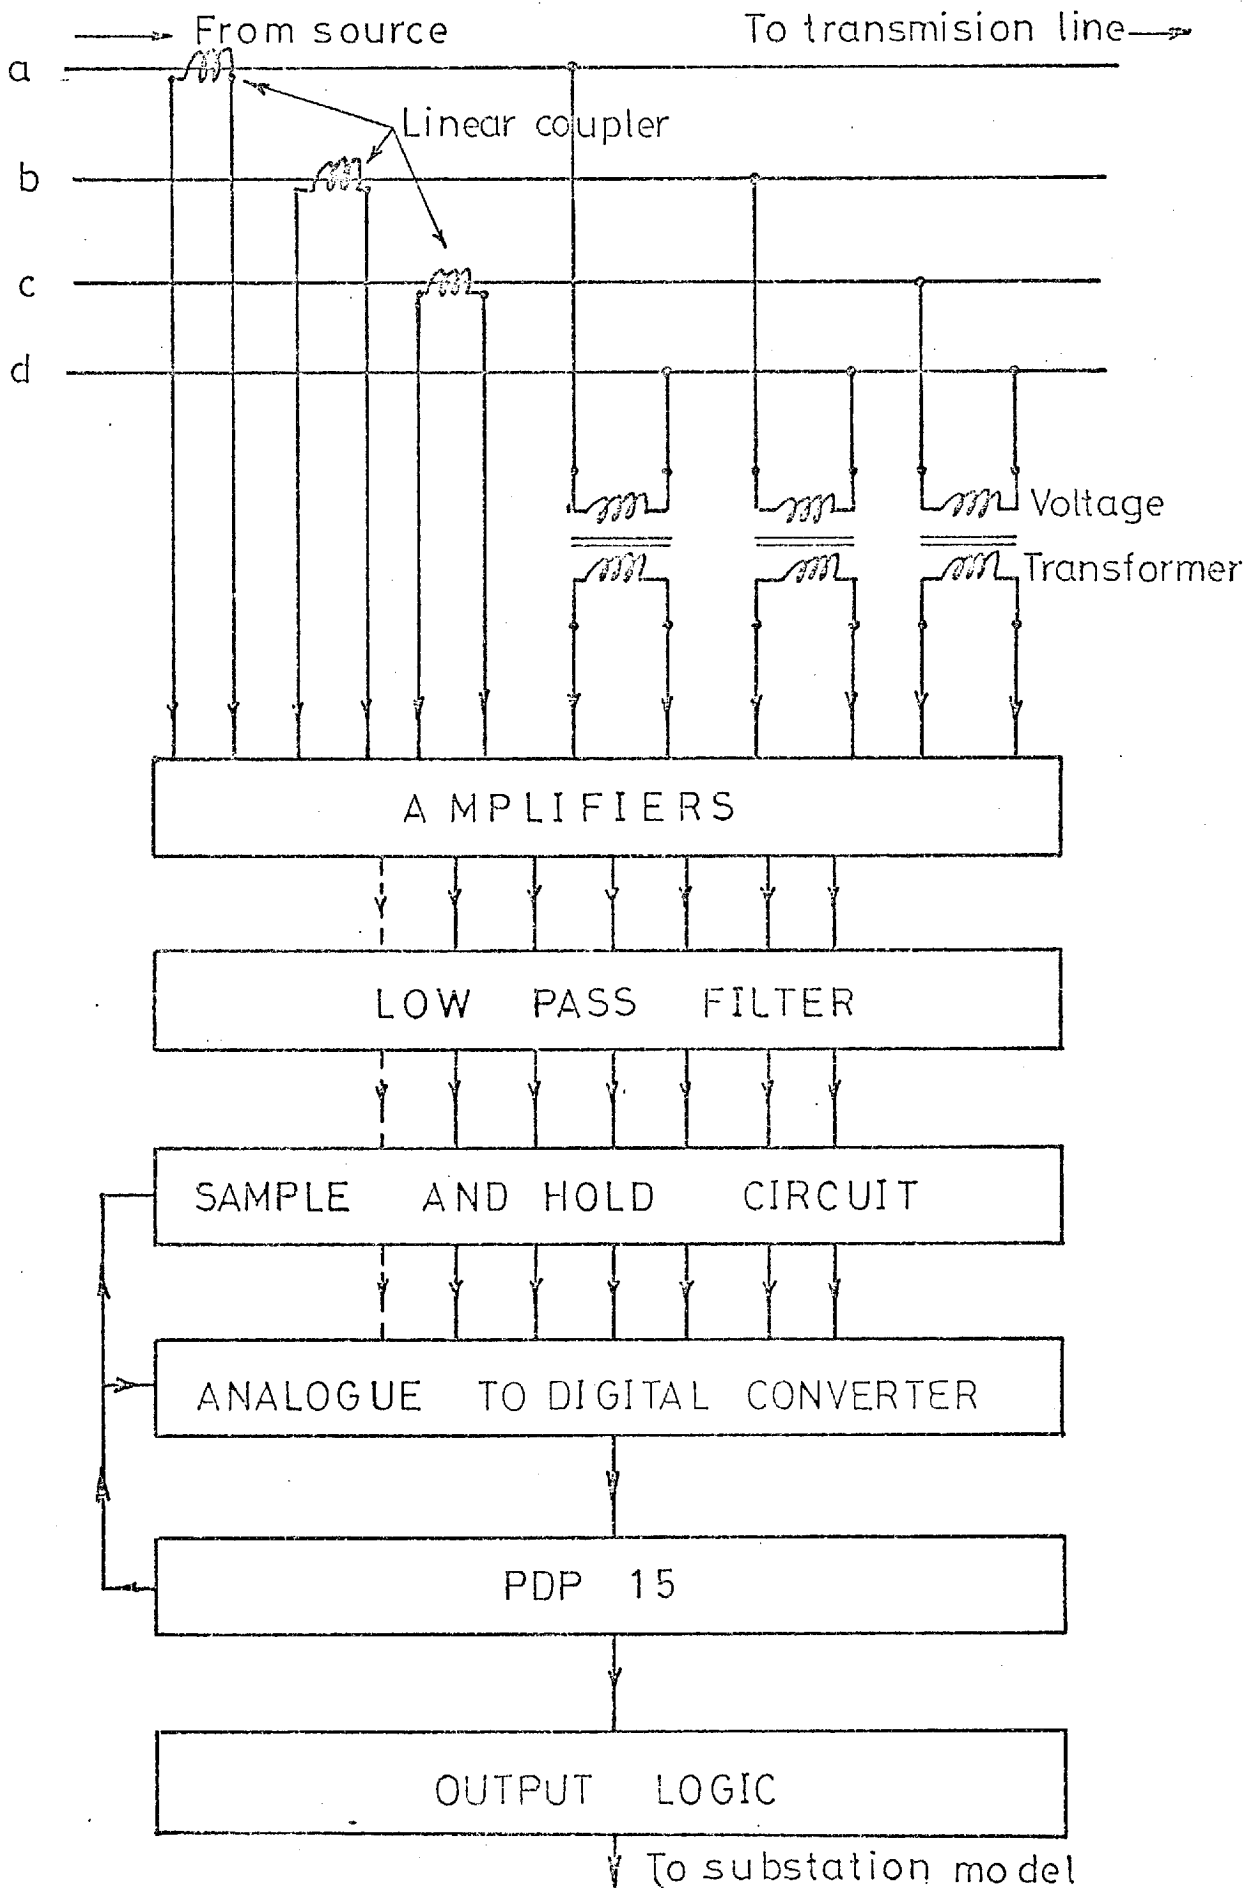 From source
To transmision line
a
Linear coupler
b
c
d
Voltage
Transformer
AMPLIFIERS
LOW PASS FILTER
SAMPLE AND HOLD CIRCUIT
ANALOGUE TO DIGITAL CONVERTER
PDP 15
OUTPUT LOGIC
To substation model